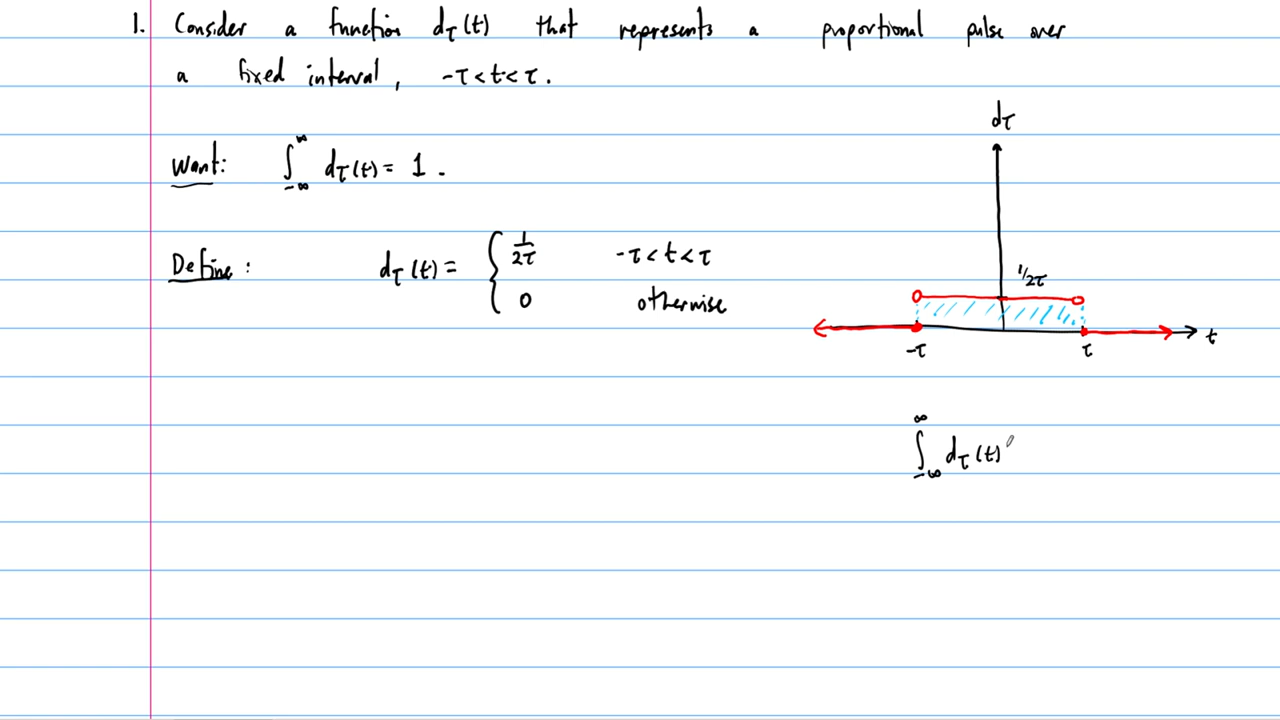 1. Consider a function dτ(t) that represents a proportional pulse over
a fixed interval, -τ < t < τ.
dτ
Want: ∫_{-∞}^{∞} dτ(t) = 1.
Define: dτ(t) = { 1/2τ -τ < t < τ
0 otherwise
1/2τ
-τ τ t
∫_{-∞}^{∞} dτ(t)